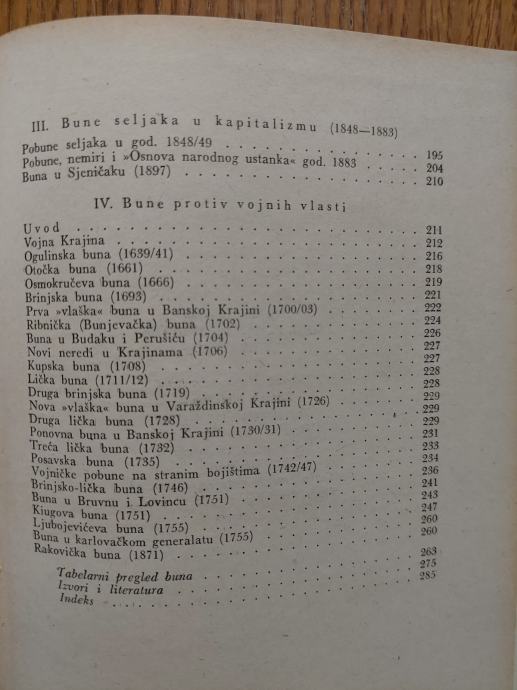 III. Bune seljaka u kapitalizmu (1848—1883)
Pobune seljaka u god. 1848/49 . . . . . . . . . . 195
Pobune, nemiri i »Osnova narodnog ustanka« god. 1883 . . . . 204
Buna u Sjeničaku (1897) . . . . . . . . . . 210
IV. Bune protiv vojnih vlasti
Uvod . . . . . . . . . . 211
Vojna Krajina . . . . . . . . . . 212
Ogulinska buna (1639/41) . . . . . . . . . . 216
Otočka buna (1661) . . . . . . . . . . 218
Osmokručeva buna (1666) . . . . . . . . . . 219
Brinjska buna (1693) . . . . . . . . . . 221
Prva »vlaška« buna u Banskoj Krajini (1700/03) . . . . . . 222
Ribnička (Bunjevačka) buna (1702) . . . . . . . . 224
Buna u Budaku i Perušiću (1704) . . . . . . . . 226
Novi neredi u Krajinama (1706) . . . . . . . . 227
Kupska buna (1708) . . . . . . . . . . 227
Lička buna (1711/12) . . . . . . . . . . 228
Druga brinjska buna (1719) . . . . . . . . . . 228
Nova »vlaška« buna u Varaždinskoj Krajini (1726) . . . . . . 229
Druga lička buna (1728) . . . . . . . . . . 229
Ponovna buna u Banskoj Krajini (1730/31) . . . . . . 229
Treća lička buna (1732) . . . . . . . . . . 231
Posavska buna (1735) . . . . . . . . . . 233
Vojničke pobune na stranim bojištima (1742/47) . . . . . . 234
Brinjsko-lička buna (1746) . . . . . . . . . . 236
Buna u Bruvnu i Lovincu (1751) . . . . . . . . 241
Kiugova buna (1751) . . . . . . . . . . 243
Ljubojevićeva buna (1755) . . . . . . . . . . 247
Buna u karlovačkom generalatu (1755) . . . . . . . . 260
Rakovička buna (1871) . . . . . . . . . . 260
Tabelarni pregled buna . . . . . . . . . . 263
Izvori i literatura . . . . . . . . . . 275
Indeks . . . . . . . . . . 285